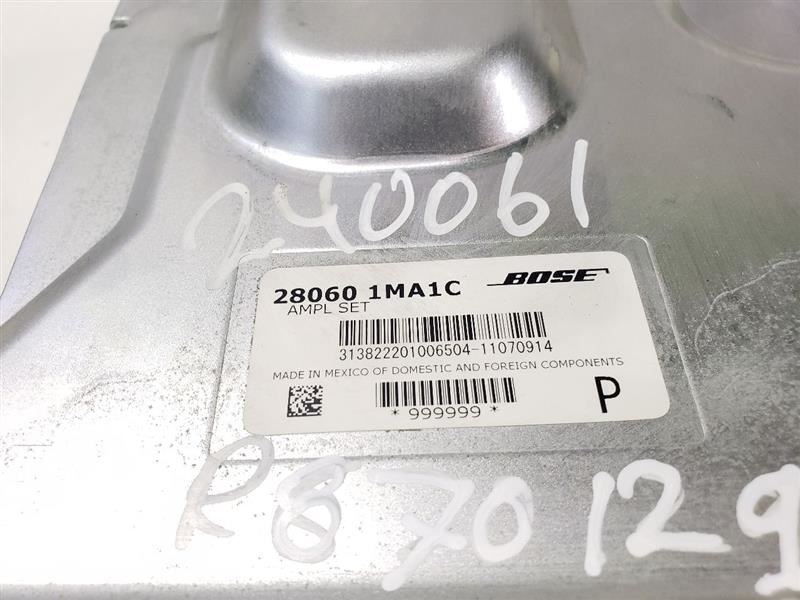 240061
28060 1MA1C BOSE
AMPL SET
313822201006504-11070914
MADE IN MEXICO OF DOMESTIC AND FOREIGN COMPONENTS
*999999* P
R870129